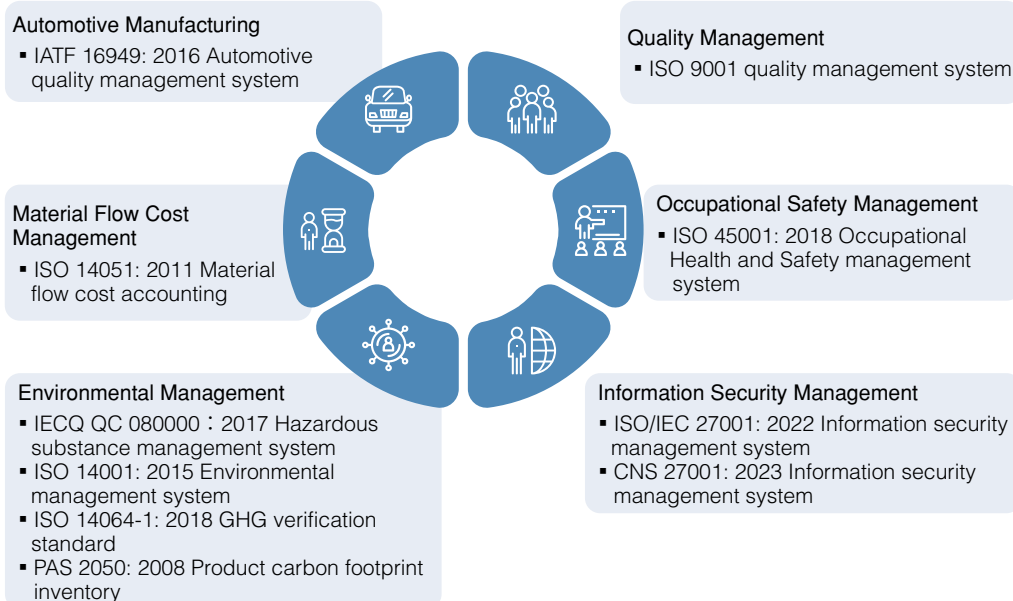 Automotive Manufacturing
▪ IATF 16949: 2016 Automotive
quality management system
Quality Management
▪ ISO 9001 quality management system
Material Flow Cost
Management
▪ ISO 14051: 2011 Material
flow cost accounting
Occupational Safety Management
▪ ISO 45001: 2018 Occupational
Health and Safety management
system
Environmental Management
▪ IECQ QC 080000：2017 Hazardous
substance management system
▪ ISO 14001: 2015 Environmental
management system
▪ ISO 14064-1: 2018 GHG verification
standard
▪ PAS 2050: 2008 Product carbon footprint
inventory
Information Security Management
▪ ISO/IEC 27001: 2022 Information security
management system
▪ CNS 27001: 2023 Information security
management system